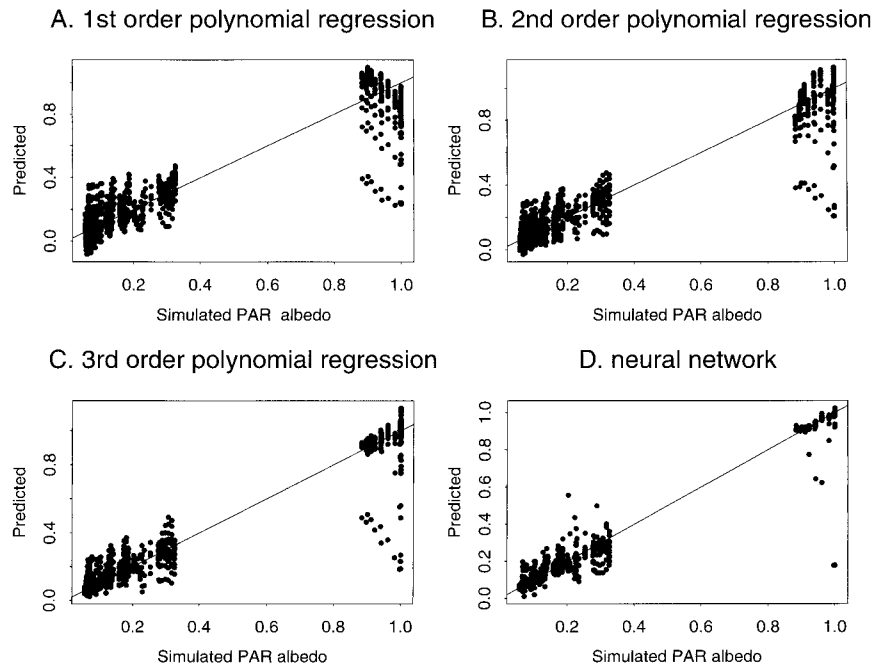 A. 1st order polynomial regression
B. 2nd order polynomial regression
Predicted
0.0 0.4 0.8
0.2 0.4 0.6 0.8 1.0
Simulated PAR albedo
Predicted
0.0 0.4 0.8
0.2 0.4 0.6 0.8 1.0
Simulated PAR albedo
C. 3rd order polynomial regression
D. neural network
Predicted
0.0 0.4 0.8
0.2 0.4 0.6 0.8 1.0
Simulated PAR albedo
Predicted
0.0 0.2 0.4 0.6 0.8 1.0
0.2 0.4 0.6 0.8 1.0
Simulated PAR albedo